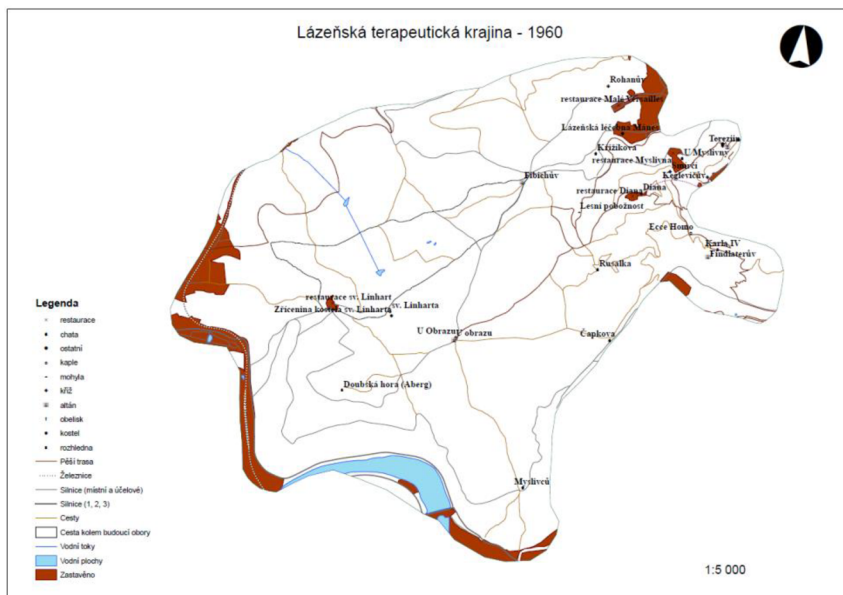 Lázeňská terapeutická krajina - 1960
Rohanův
restaurace Malé Versailles
Lázeňská léčebna Mánes
Terezin
Křižíkova
U Myslivny
restaurace Myslivna
Keglevičův
Fibichův
restaurace Diana
Diana
Lesní pobožnost
Ecce Homo
Karla IV
Findlaterův
Rusalka
restaurace sv. Linhart
Zřícenina kostela sv. Linharta
sv. Linharta
U Obrazu
obrazu
Čapkova
Doubská hora (Aberg)
Myslivců
Legenda
restaurace
chata
ostatní
kaple
mohyla
kříž
altán
obelisk
kostel
rozhledna
Pěší trasa
Železnice
Silnice (místní a účelové)
Silnice (1, 2, 3)
Cesty
Cesta kolem budoucí obory
Vodní toky
Vodní plochy
Zastavěno
1:5 000